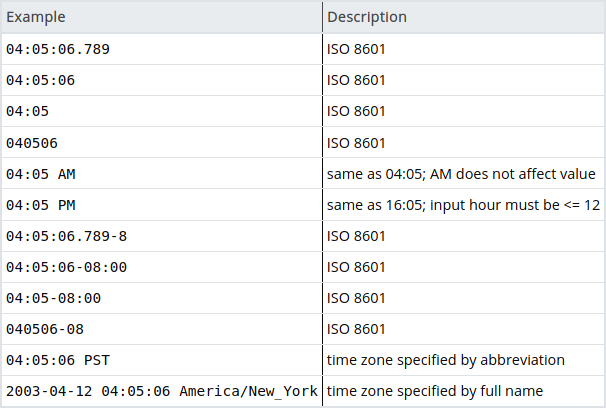 Example Description
04:05:06.789 ISO 8601
04:05:06 ISO 8601
04:05 ISO 8601
040506 ISO 8601
04:05 AM same as 04:05; AM does not affect value
04:05 PM same as 16:05; input hour must be <= 12
04:05:06.789-8 ISO 8601
04:05:06-08:00 ISO 8601
04:05-08:00 ISO 8601
040506-08 ISO 8601
04:05:06 PST time zone specified by abbreviation
2003-04-12 04:05:06 America/New_York time zone specified by full name